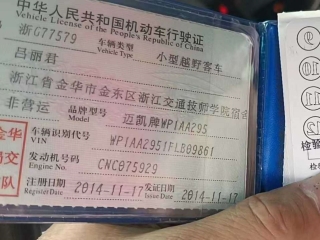 中华人民共和国机动车行驶证
Vehicle License of the People's Republic of China
浙G77579 车辆类型 Vehicle Type 小型越野客车
吕丽君
浙江省金华市金东区浙江交通技师学院宿舍
非营运 品牌型号 Model 迈凯牌WP1AA295
车辆识别代号 VIN WP1AA2951FLB09861
发动机号码 Engine No. CNC075929
注册日期 Register Date 2014-11-17 发证日期 Issue Date 2014-11-17
金华
交
队
检验